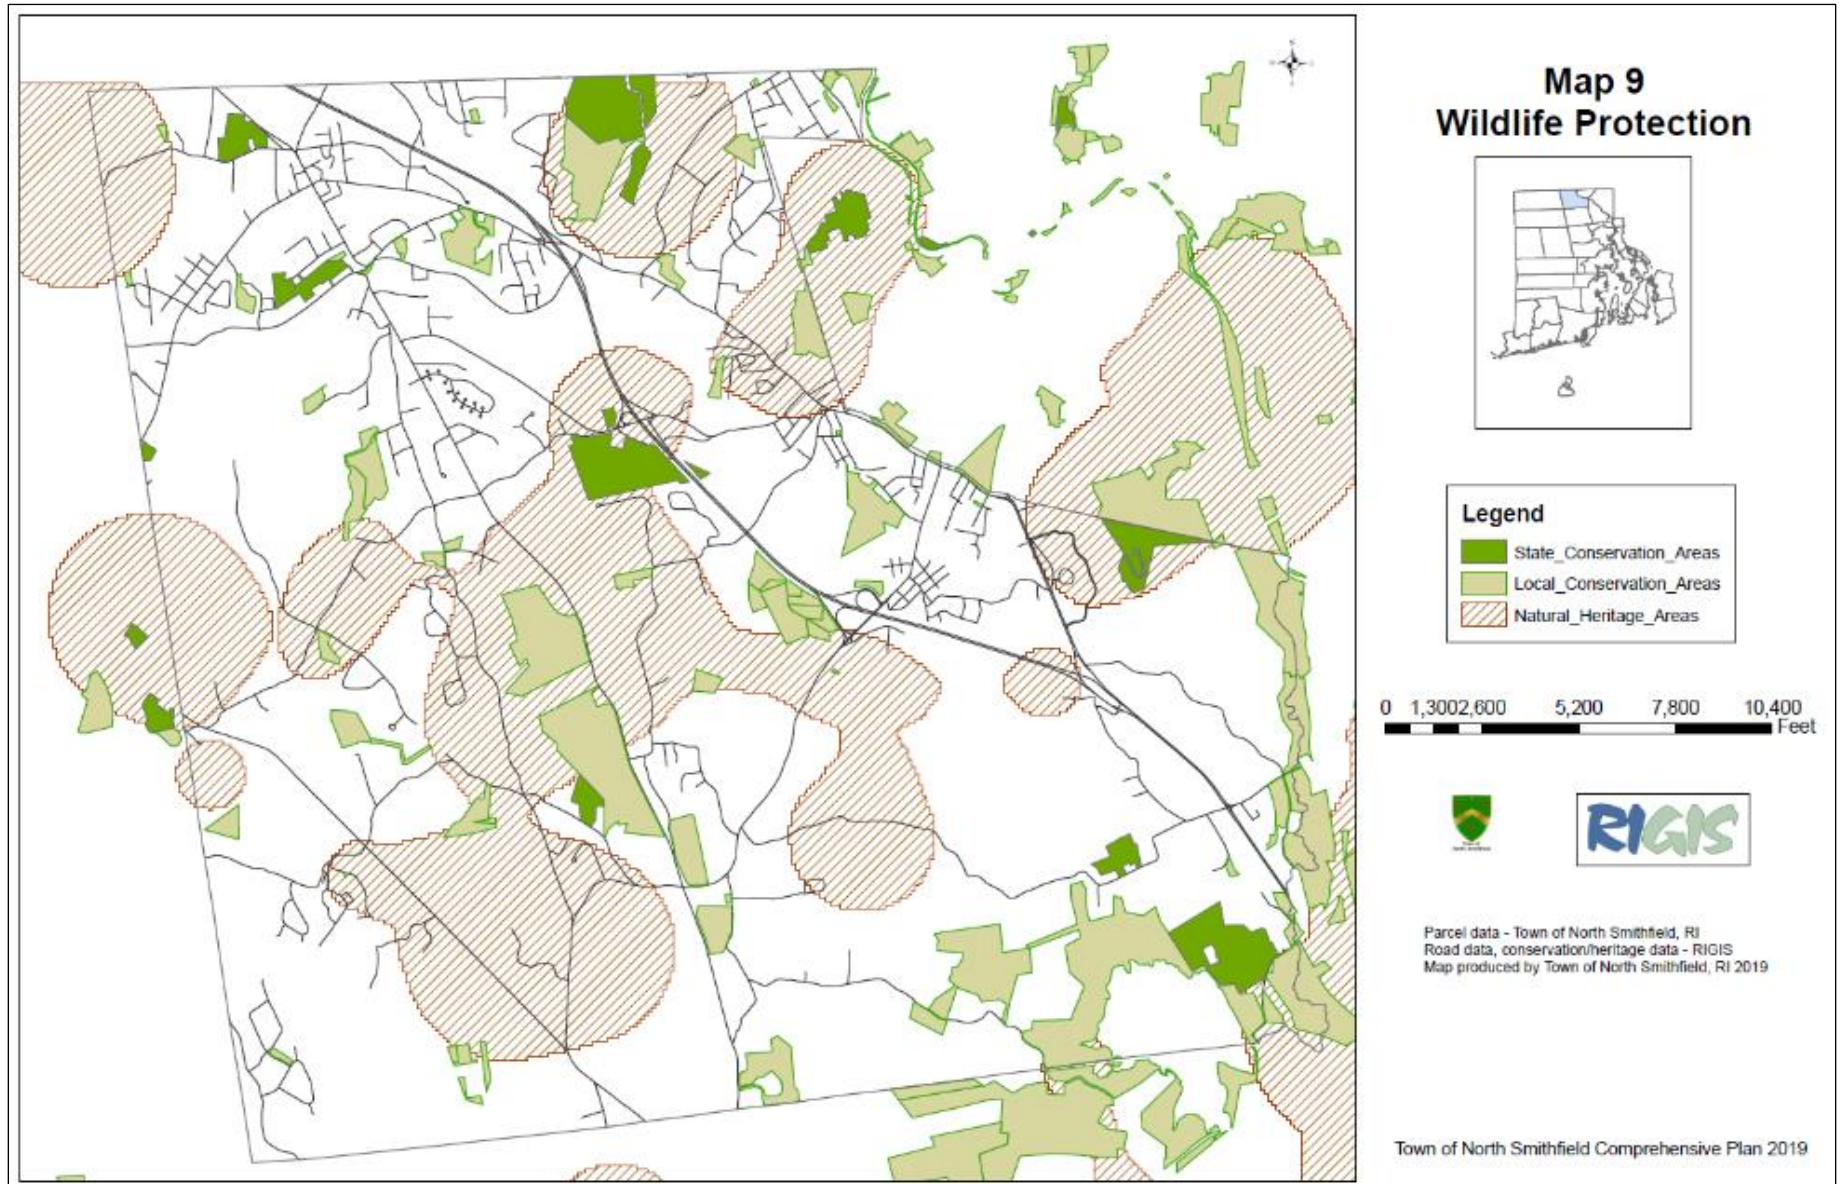 Map 9
Wildlife Protection
Legend
State_Conservation_Areas
Local_Conservation_Areas
Natural_Heritage_Areas
0 1,3002,600 5,200 7,800 10,400
Feet
RIGIS
Parcel data - Town of North Smithfield, RI
Road data, conservation/heritage data - RIGIS
Map produced by Town of North Smithfield, RI 2019
Town of North Smithfield Comprehensive Plan 2019